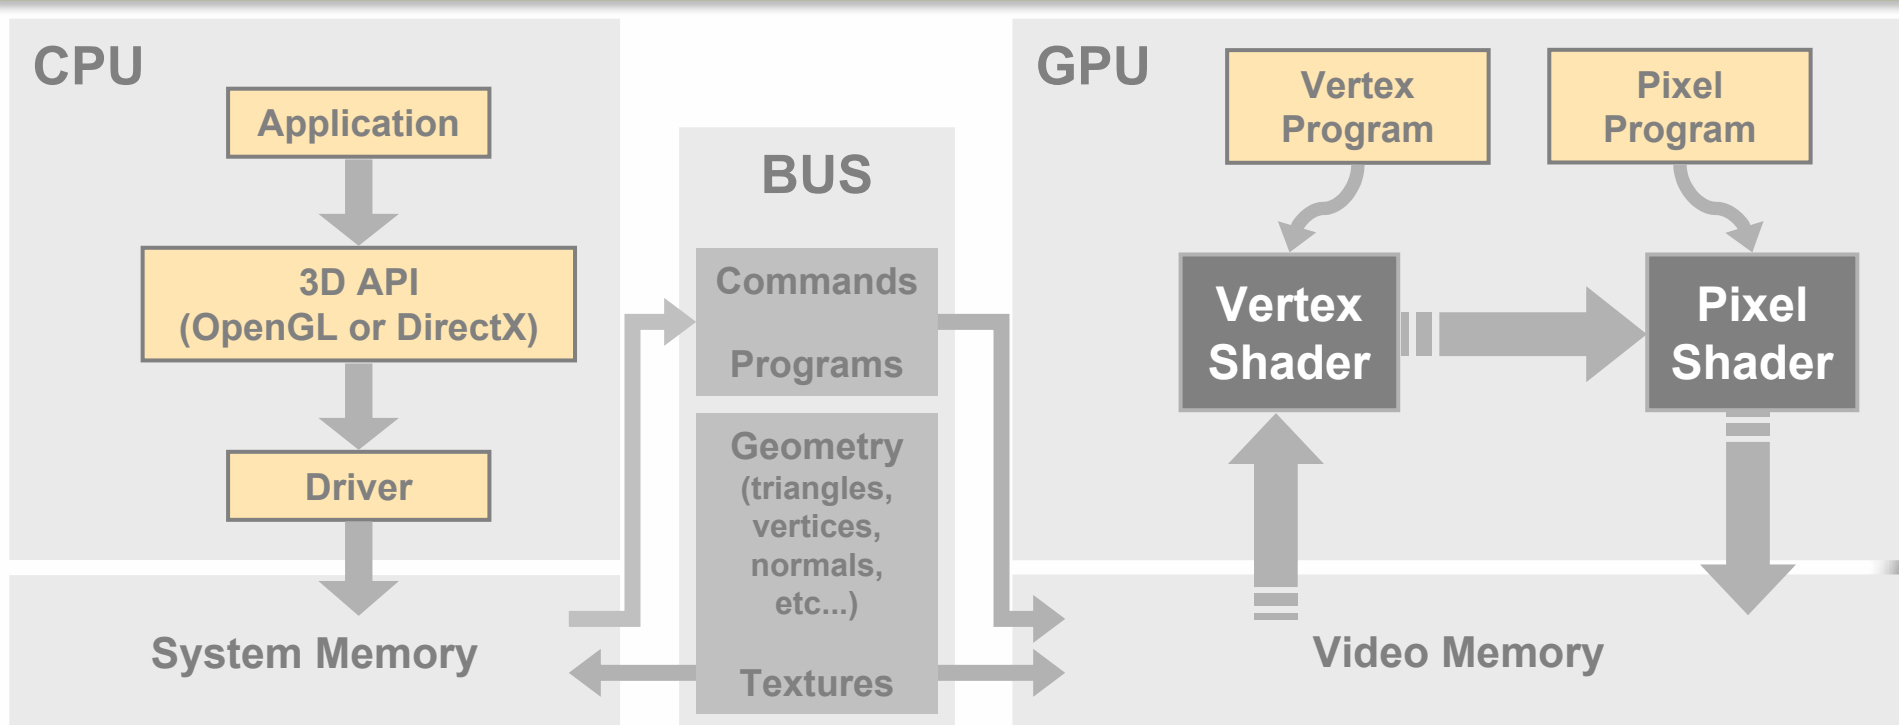 CPU
Application
3D API
(OpenGL or DirectX)
Driver
System Memory
BUS
Commands
Programs
Geometry
(triangles,
vertices,
normals,
etc...)
Textures
GPU
Vertex
Program
Pixel
Program
Vertex
Shader
Pixel
Shader
Video Memory